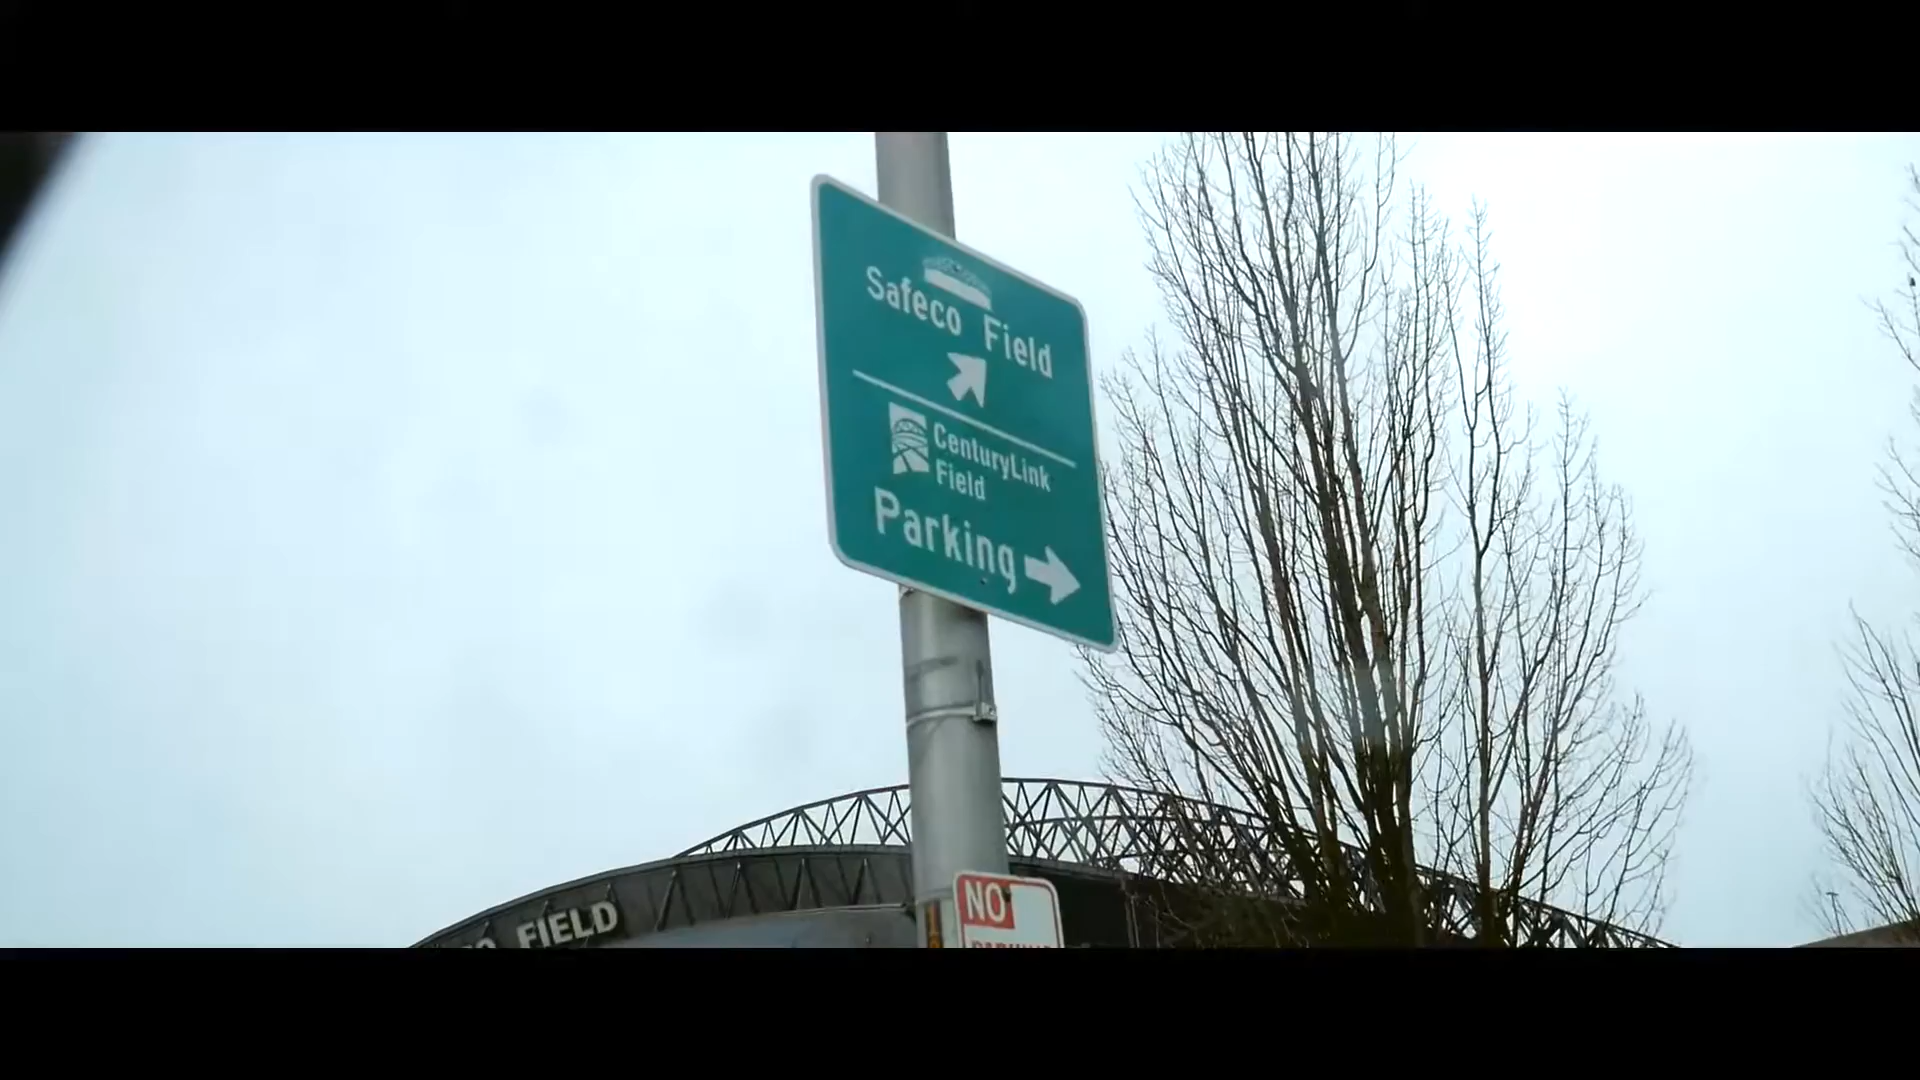 Safeco Field
CenturyLink
Field
Parking
FIELD
NO